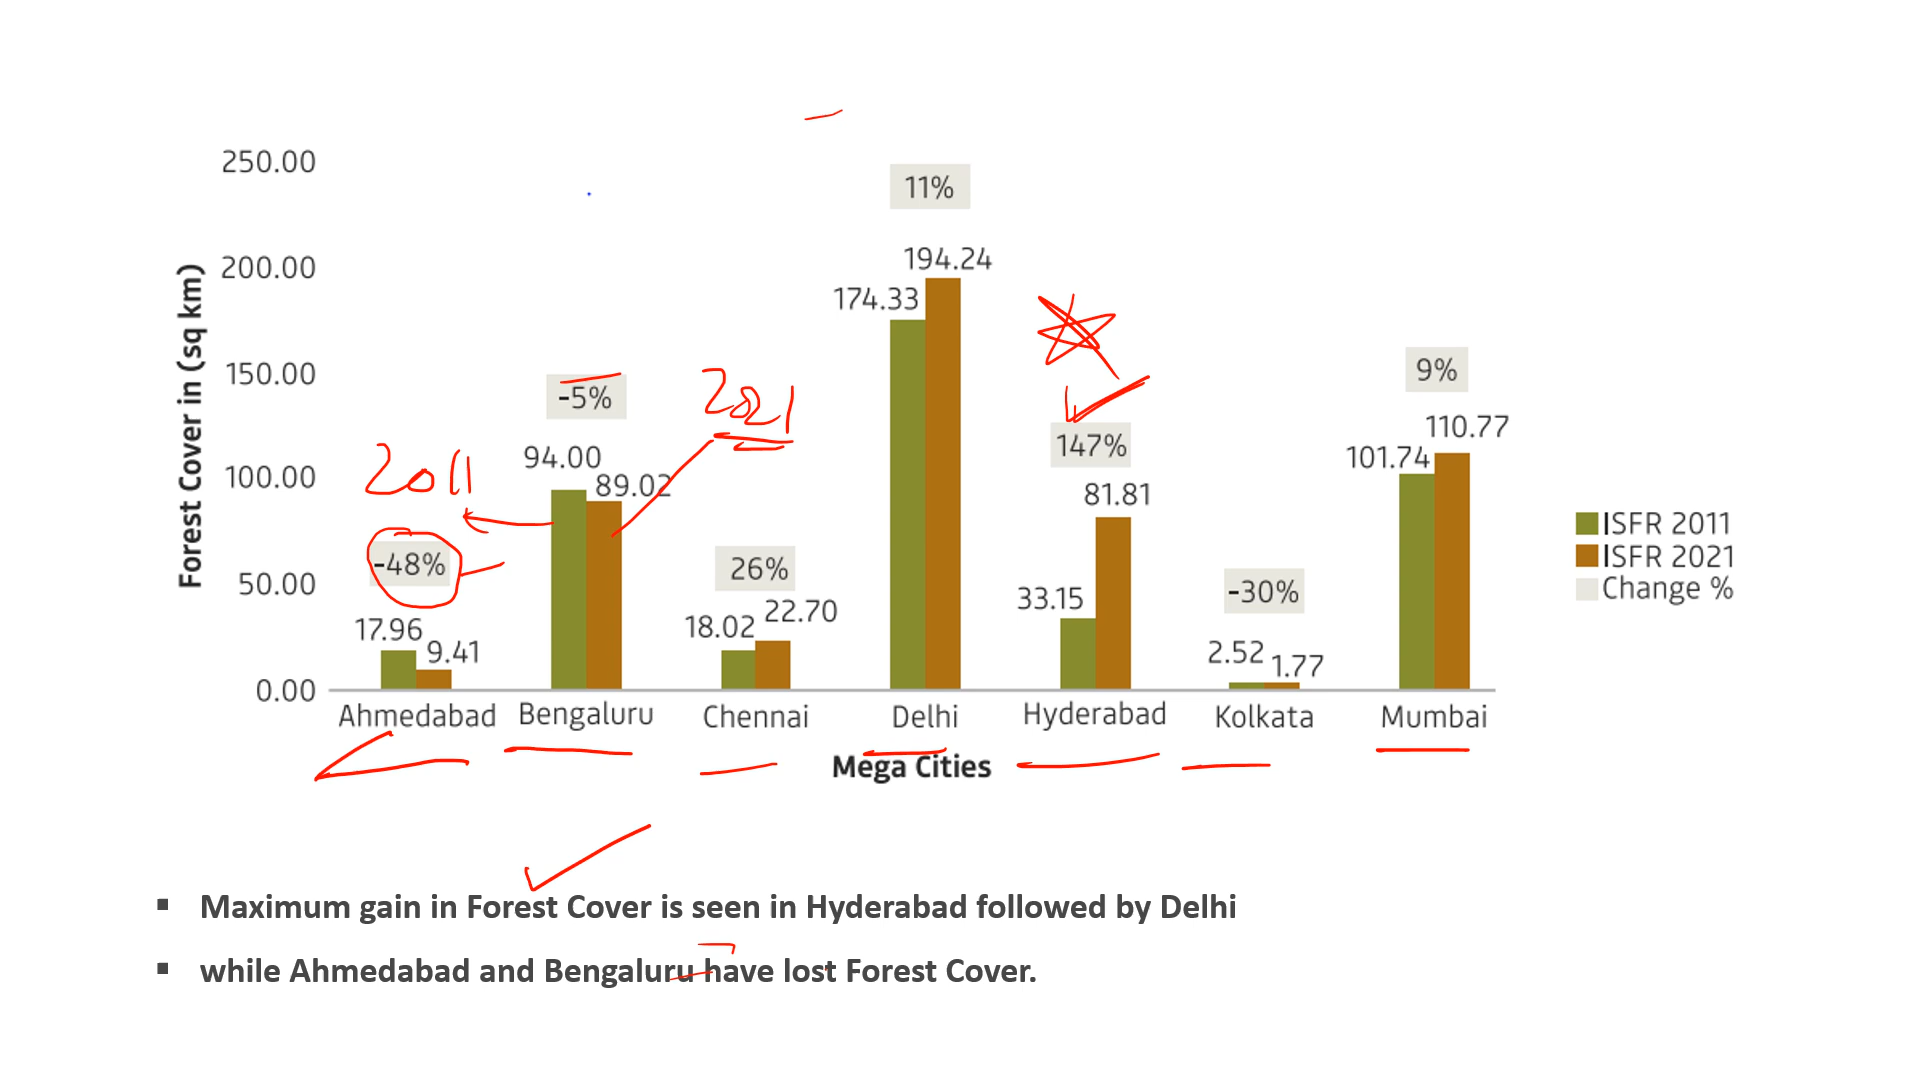 250.00
200.00
150.00
100.00
50.00
0.00
Forest Cover in (sq km)
-48%
17.96
9.41
Ahmedabad
2011
-5%
94.00
89.02
Bengaluru
2021
26%
18.02
22.70
Chennai
11%
174.33
194.24
Delhi
147%
33.15
81.81
Hyderabad
-30%
2.52
1.77
Kolkata
9%
101.74
110.77
Mumbai
Mega Cities
ISFR 2011
ISFR 2021
Change %
▪ Maximum gain in Forest Cover is seen in Hyderabad followed by Delhi
▪ while Ahmedabad and Bengaluru have lost Forest Cover.